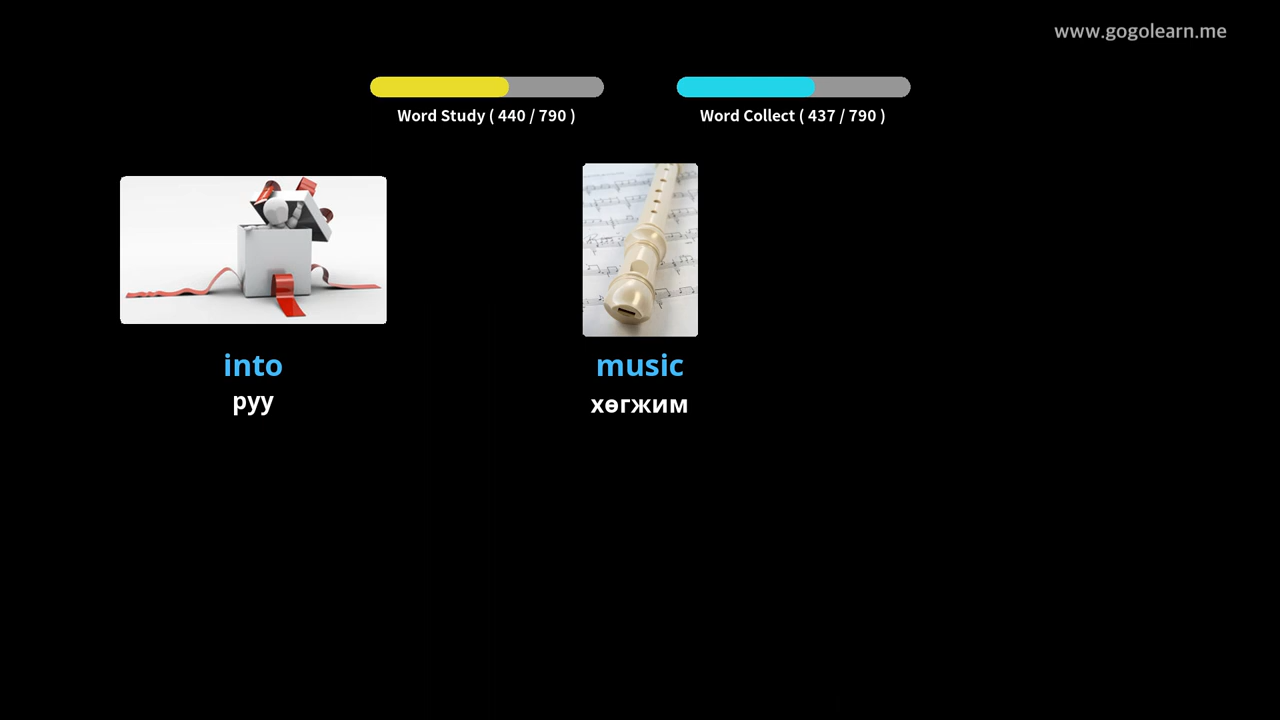 www.gogolearn.me
Word Study ( 440 / 790 )
Word Collect ( 437 / 790 )
into
руу
music
хөгжим